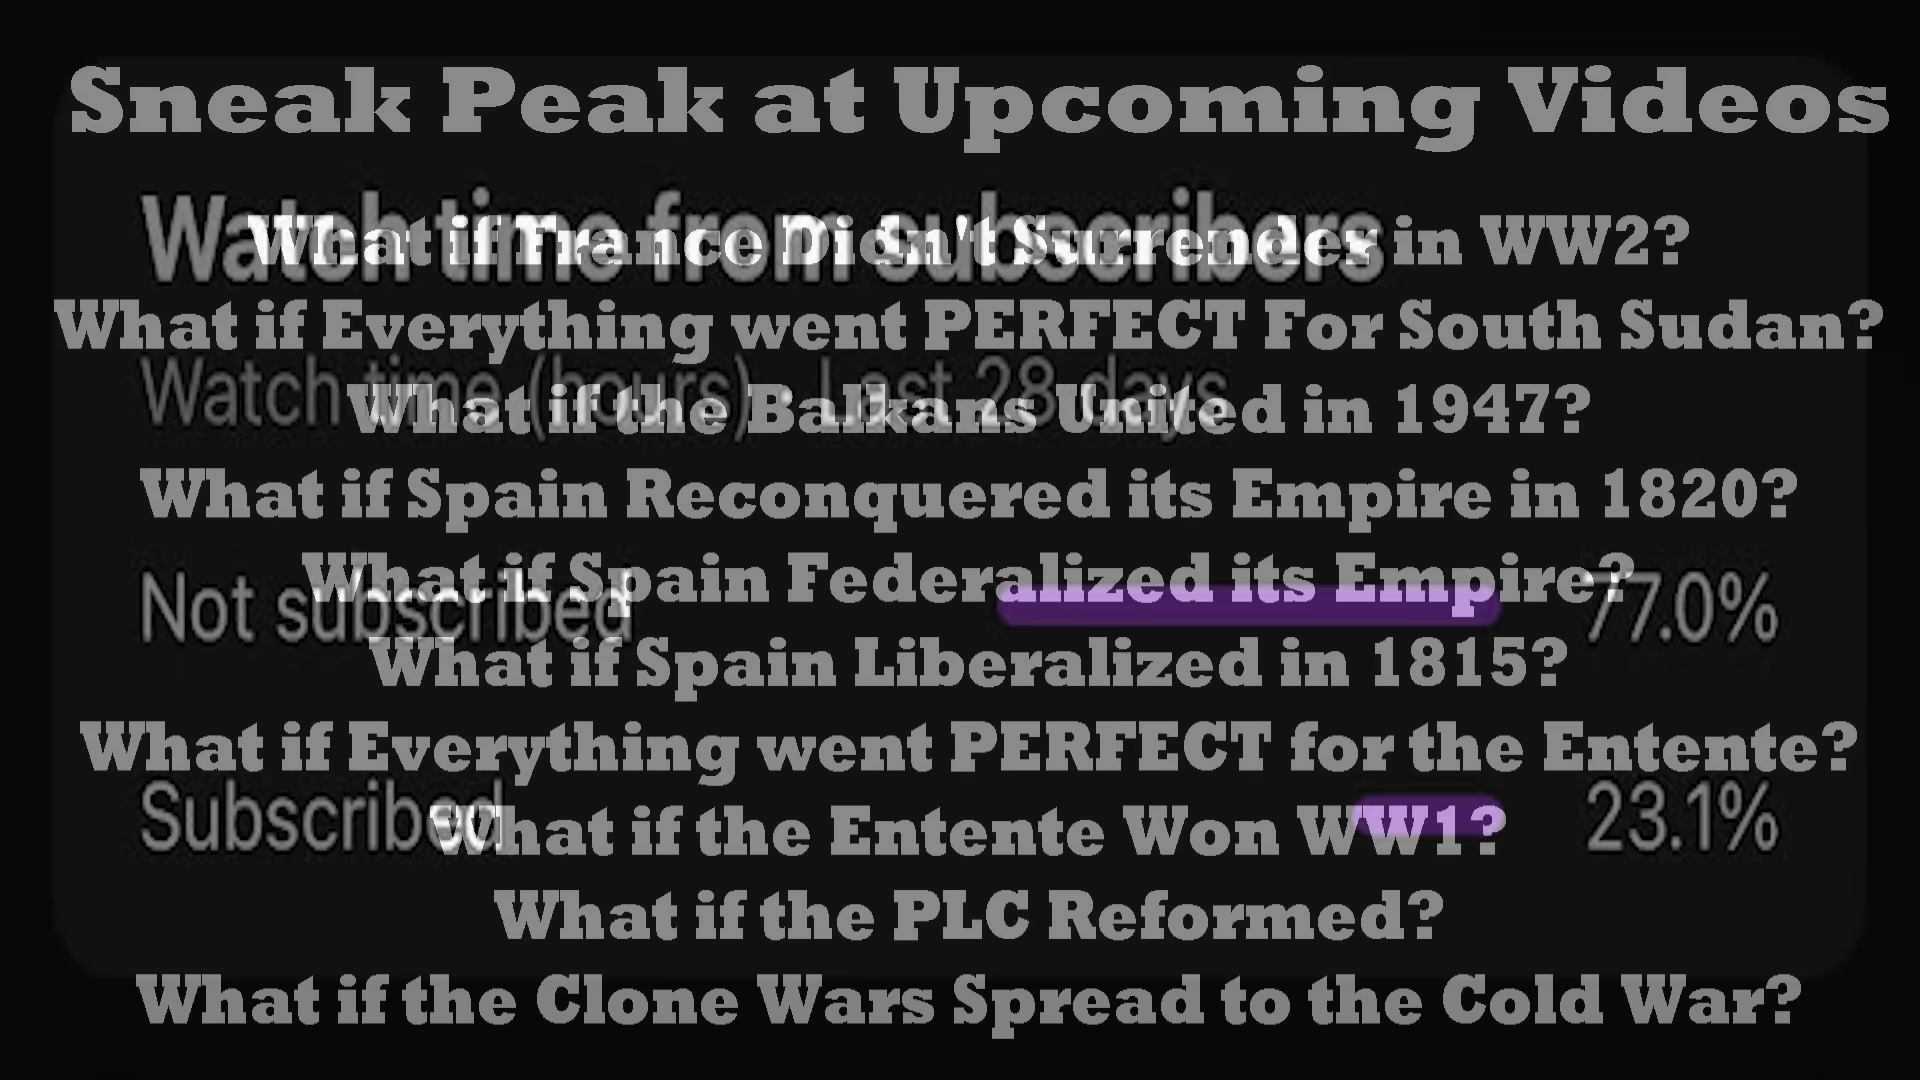 Sneak Peak at Upcoming Videos
Watch time from subscribers
What if France Didn't Surrender in WW2?
What if Everything went PERFECT For South Sudan?
Watch time (hours) · Last 28 days
What if the Balkans United in 1947?
What if Spain Reconquered its Empire in 1820?
What if Spain Federalized its Empire?
Not subscribed 77.0%
What if Spain Liberalized in 1815?
What if Everything went PERFECT for the Entente?
Subscribed 23.1%
What if the Entente Won WW1?
What if the PLC Reformed?
What if the Clone Wars Spread to the Cold War?